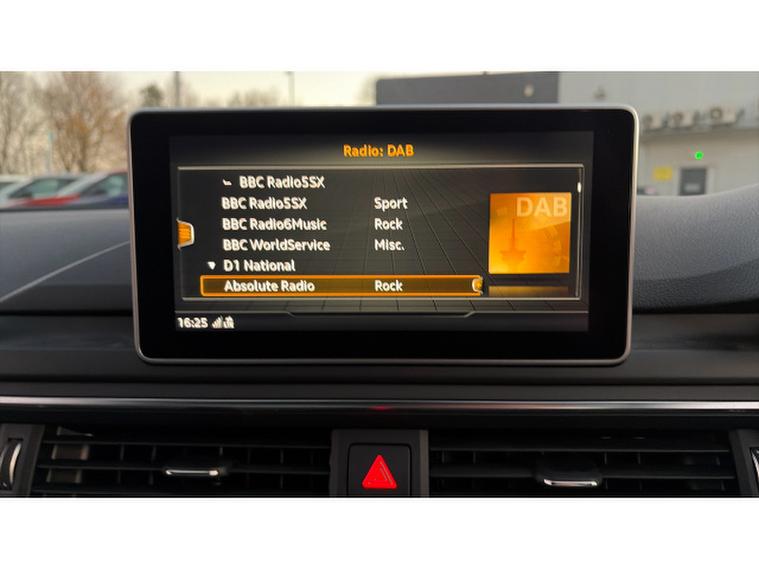 Radio: DAB
BBC Radio5SX
BBC Radio5SX Sport
BBC Radio6Music Rock
BBC WorldService Misc.
D1 National
Absolute Radio Rock
DAB
16:25